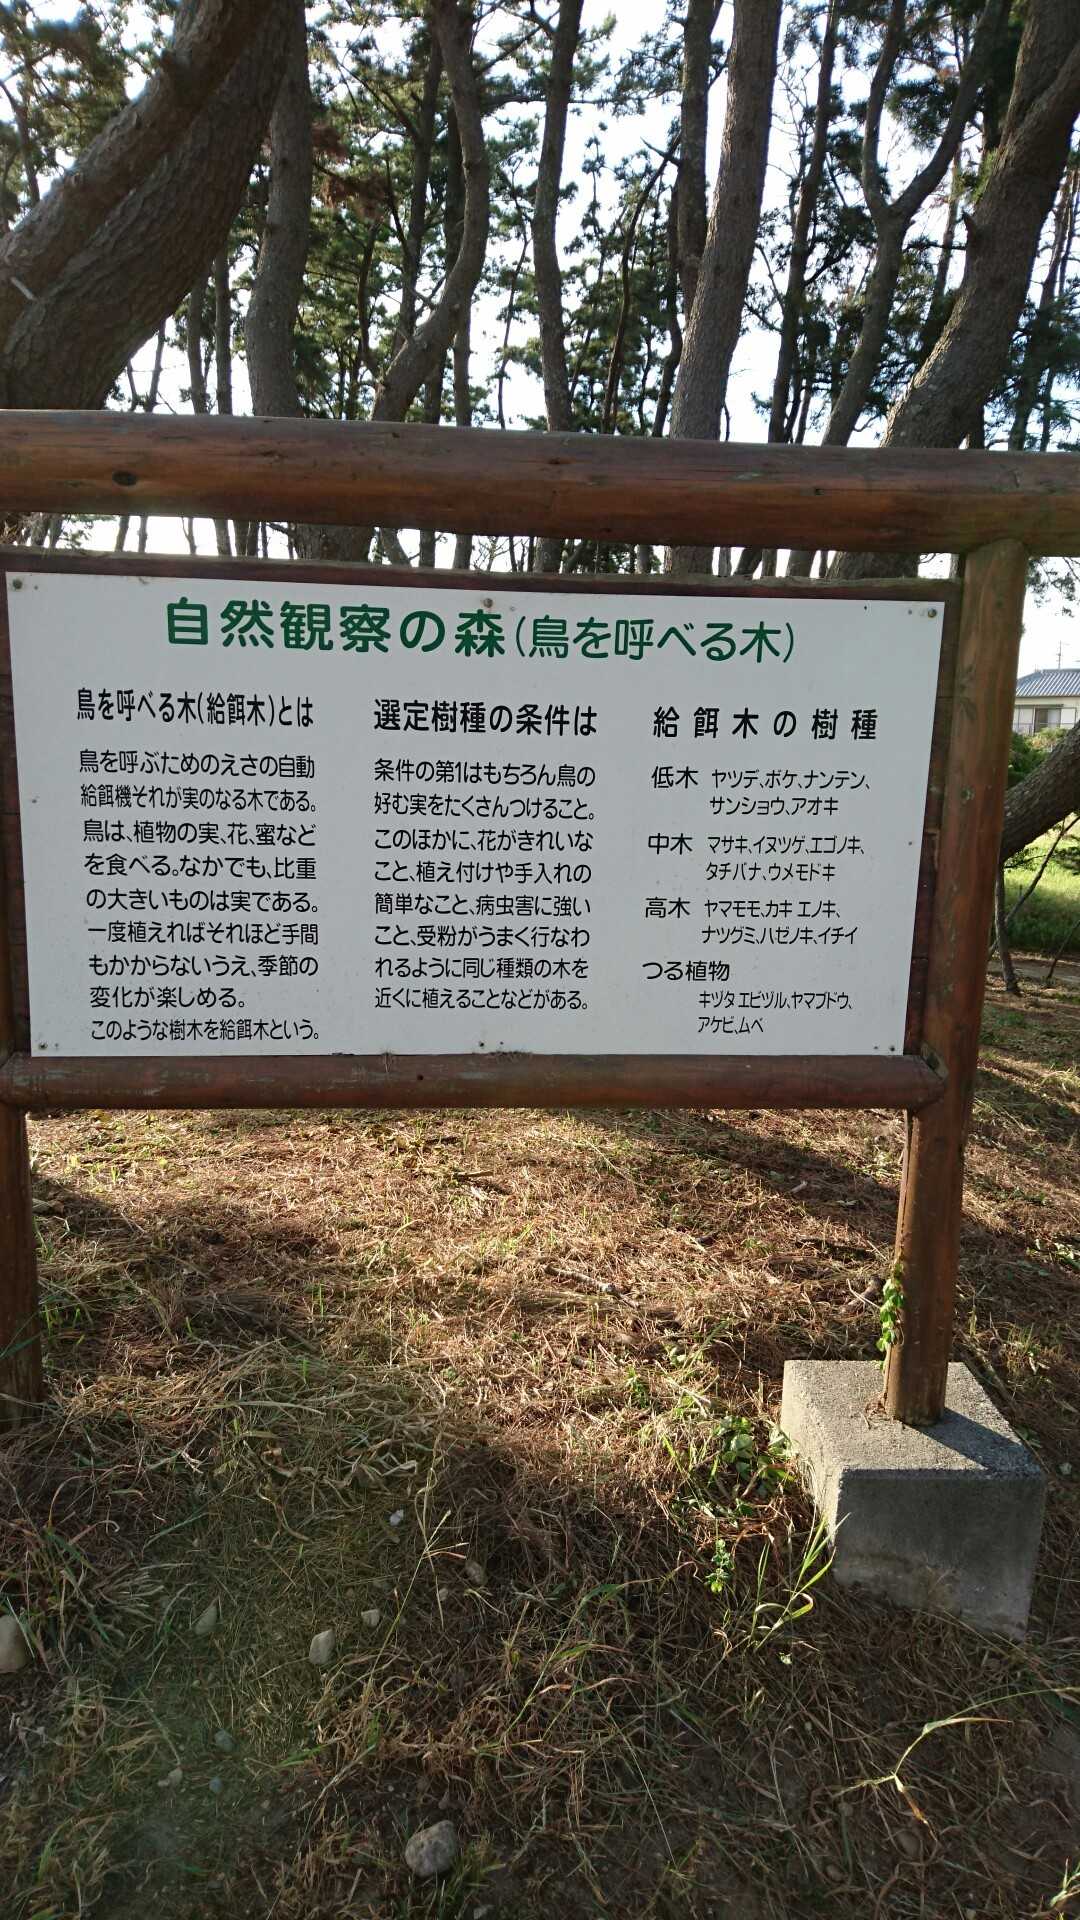 自然観察の森(鳥を呼べる木)
鳥を呼べる木(給餌木)とは
鳥を呼ぶためのえさの自動
給餌機それが実のなる木である。
鳥は、植物の実、花、蜜など
を食べる。なかでも、比重
の大きいものは実である。
一度植えればそれほど手間
もかからないうえ、季節の
変化が楽しめる。
このような樹木を給餌木という。
選定樹種の条件は
条件の第1はもちろん鳥の
好む実をたくさんつけること。
このほかに、花がきれいな
こと、植え付けや手入れの
簡単なこと、病虫害に強い
こと、受粉がうまく行なわ
れるように同じ種類の木を
近くに植えることなどがある。
給餌木の樹種
低木 ヤツデ、ボケ、ナンテン、
サンショウ、アオキ
中木 マサキ、イヌツゲ、エゴノキ、
タチバナ、ウメモドキ
高木 ヤマモモ、カキ エノキ、
ナツグミ、ハゼノキ、イチイ
つる植物
キヅタ エビヅル、ヤマブドウ、
アケビ、ムベ